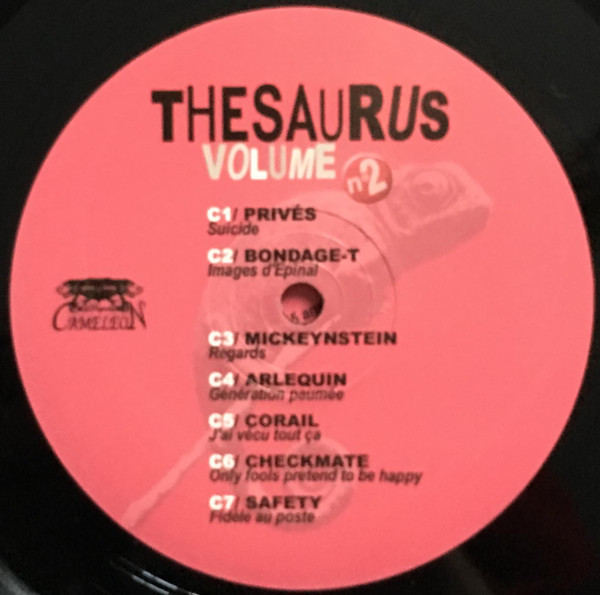 THESAURUS
VOLUME n°2
C1/ PRIVÉS
Suicide
C2/ BONDAGE-T
Images d'Epinal
CAMELEON
C3/ MICKEYNSTEIN
Regards
C4/ ARLEQUIN
Génération paumée
C5/ CORAIL
J'ai vécu tout ça
C6/ CHECKMATE
Only fools pretend to be happy
C7/ SAFETY
Fidèle au poste